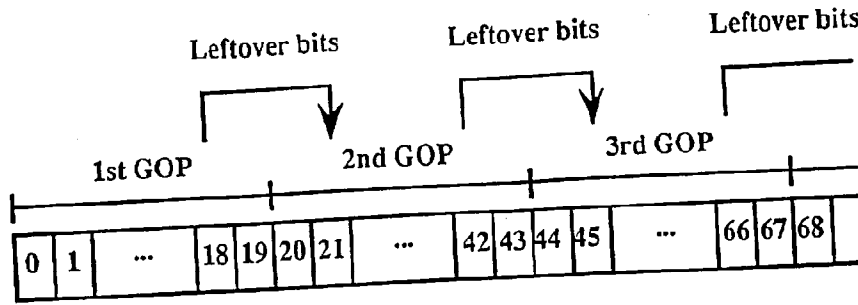 Leftover bits Leftover bits Leftover bits
1st GOP 2nd GOP 3rd GOP
0 1 ... 18 19 20 21 ... 42 43 44 45 ... 66 67 68